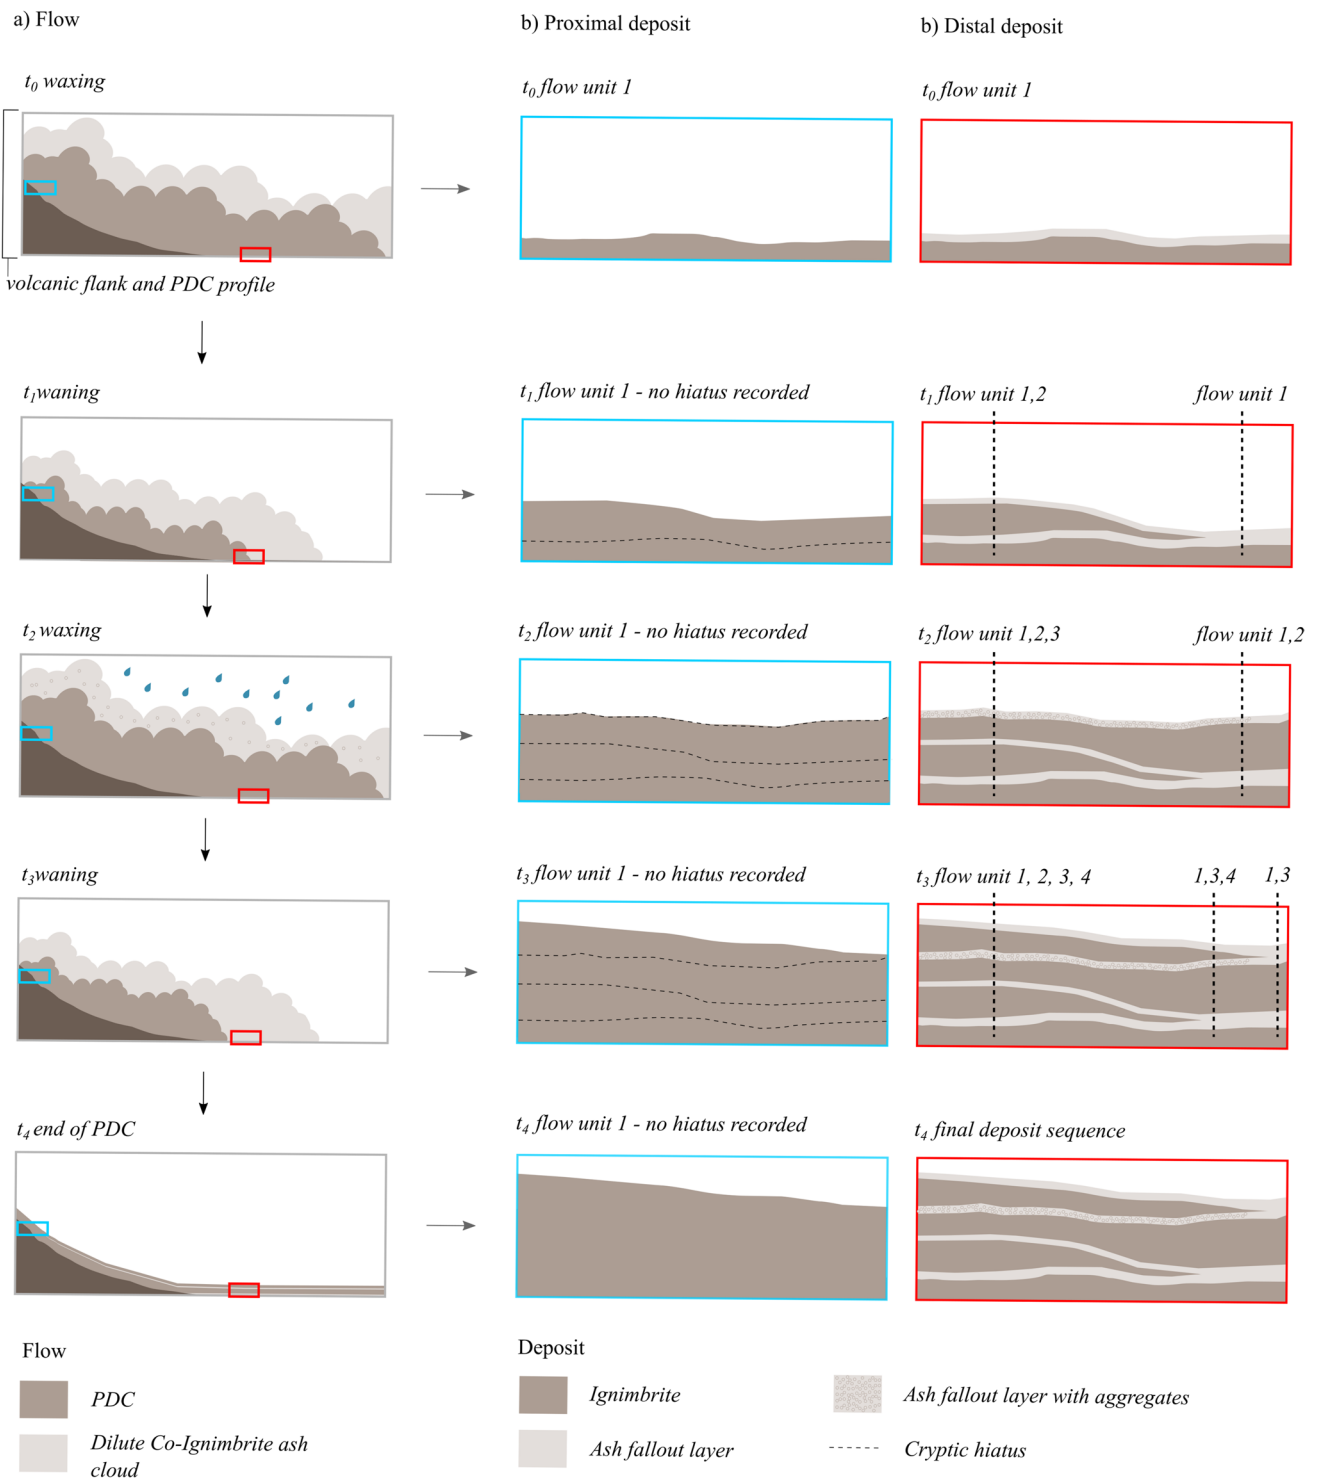 a) Flow
b) Proximal deposit
b) Distal deposit
t0 waxing
t0 flow unit 1
t0 flow unit 1
volcanic flank and PDC profile
t1 waning
t1 flow unit 1 - no hiatus recorded
t1 flow unit 1,2
flow unit 1
t2 waxing
t2 flow unit 1 - no hiatus recorded
t2 flow unit 1,2,3
flow unit 1,2
t3 waning
t3 flow unit 1 - no hiatus recorded
t3 flow unit 1, 2, 3, 4
1,3,4
1,3
t4 end of PDC
t4 flow unit 1 - no hiatus recorded
t4 final deposit sequence
Flow
PDC
Dilute Co-Ignimbrite ash
cloud
Deposit
Ignimbrite
Ash fallout layer with aggregates
Ash fallout layer
Cryptic hiatus